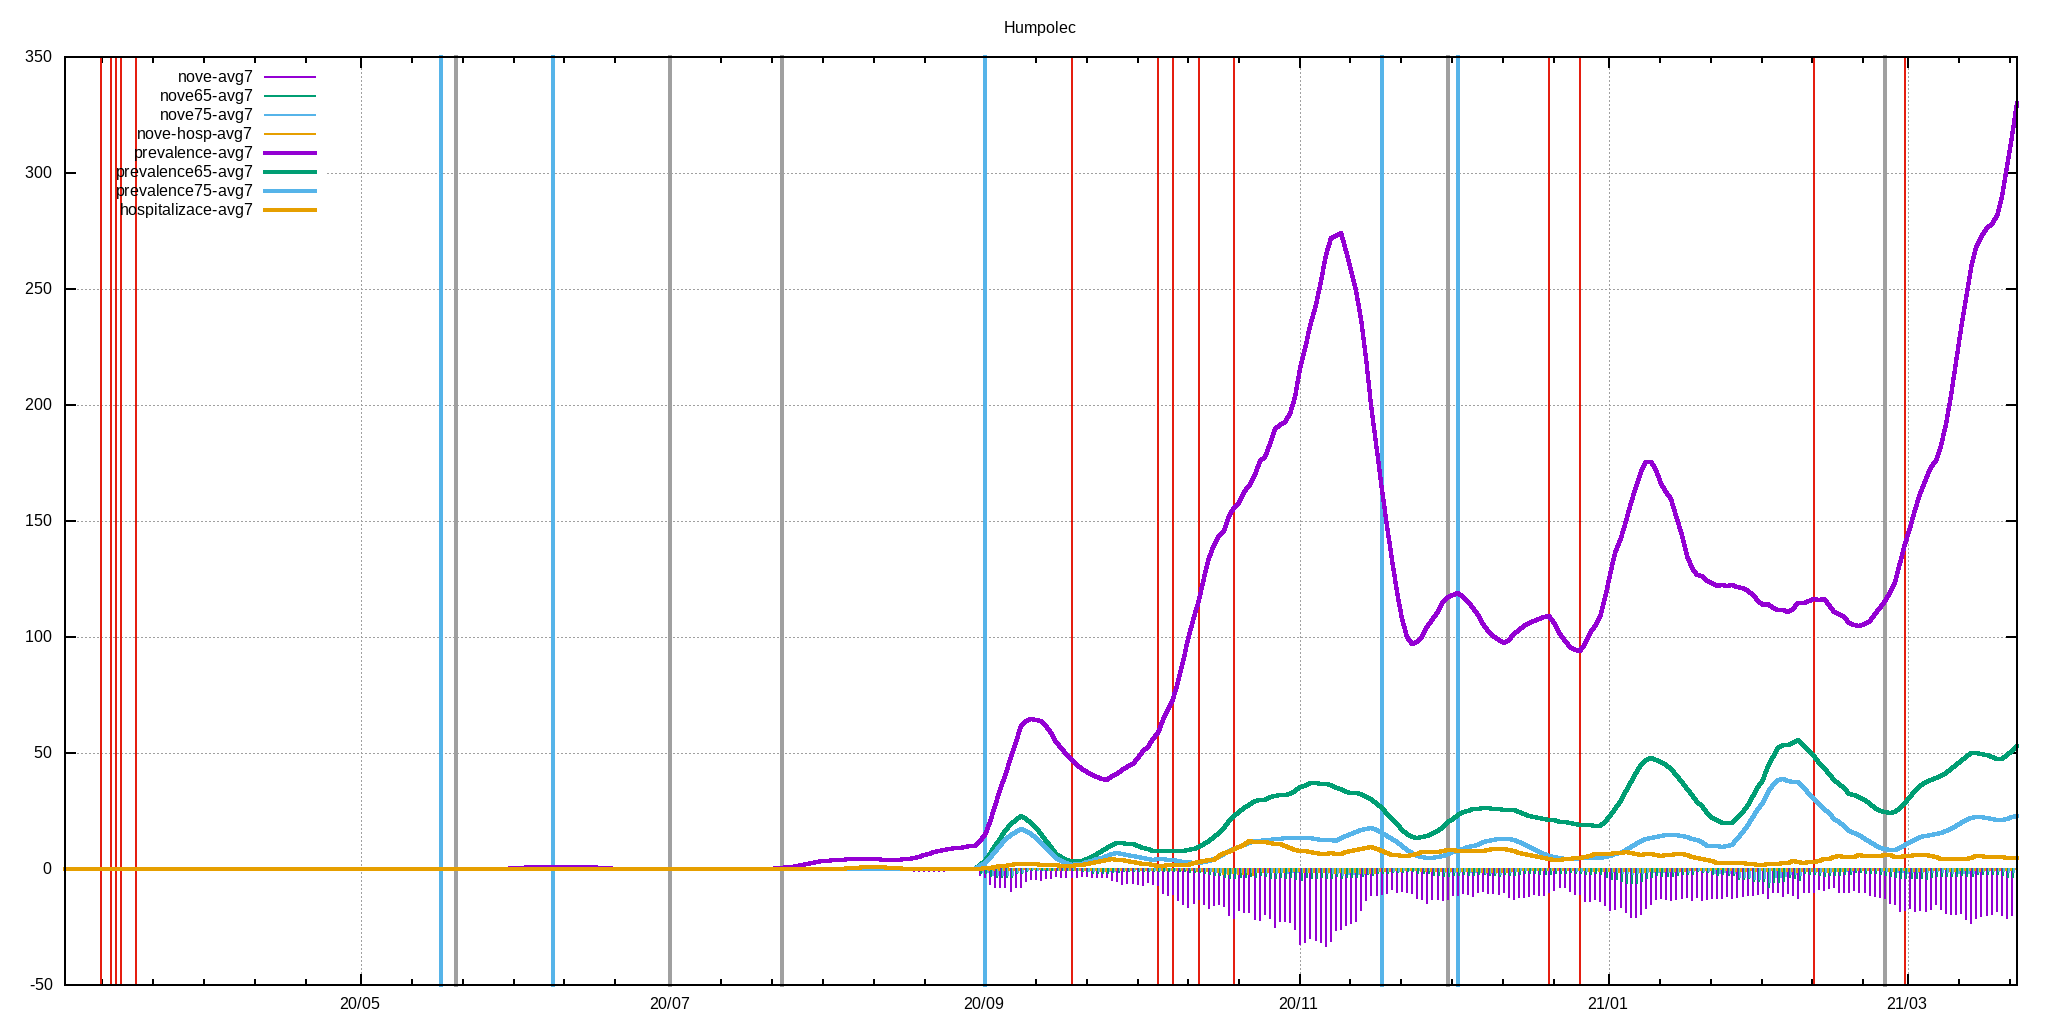 Humpolec
350
300
250
200
150
100
50
0
-50
nove-avg7
nove65-avg7
nove75-avg7
nove-hosp-avg7
prevalence-avg7
prevalence65-avg7
prevalence75-avg7
hospitalizace-avg7
20/05 20/07 20/09 20/11 21/01 21/03